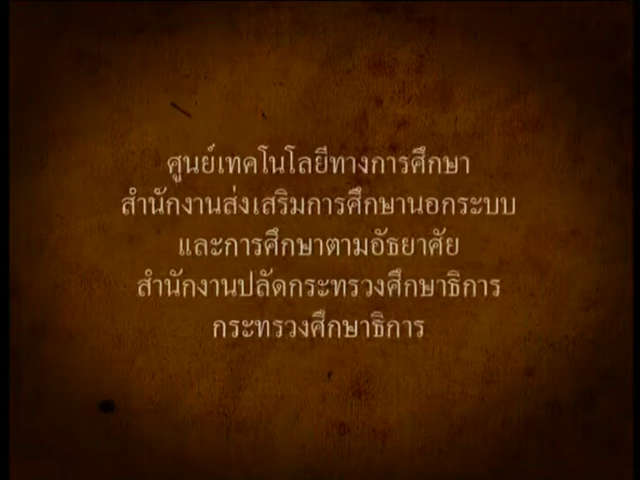 ศูนย์เทคโนโลยีทางการศึกษา
สำนักงานส่งเสริมการศึกษานอกระบบ
และการศึกษาตามอัธยาศัย
สำนักงานปลัดกระทรวงศึกษาธิการ
กระทรวงศึกษาธิการ